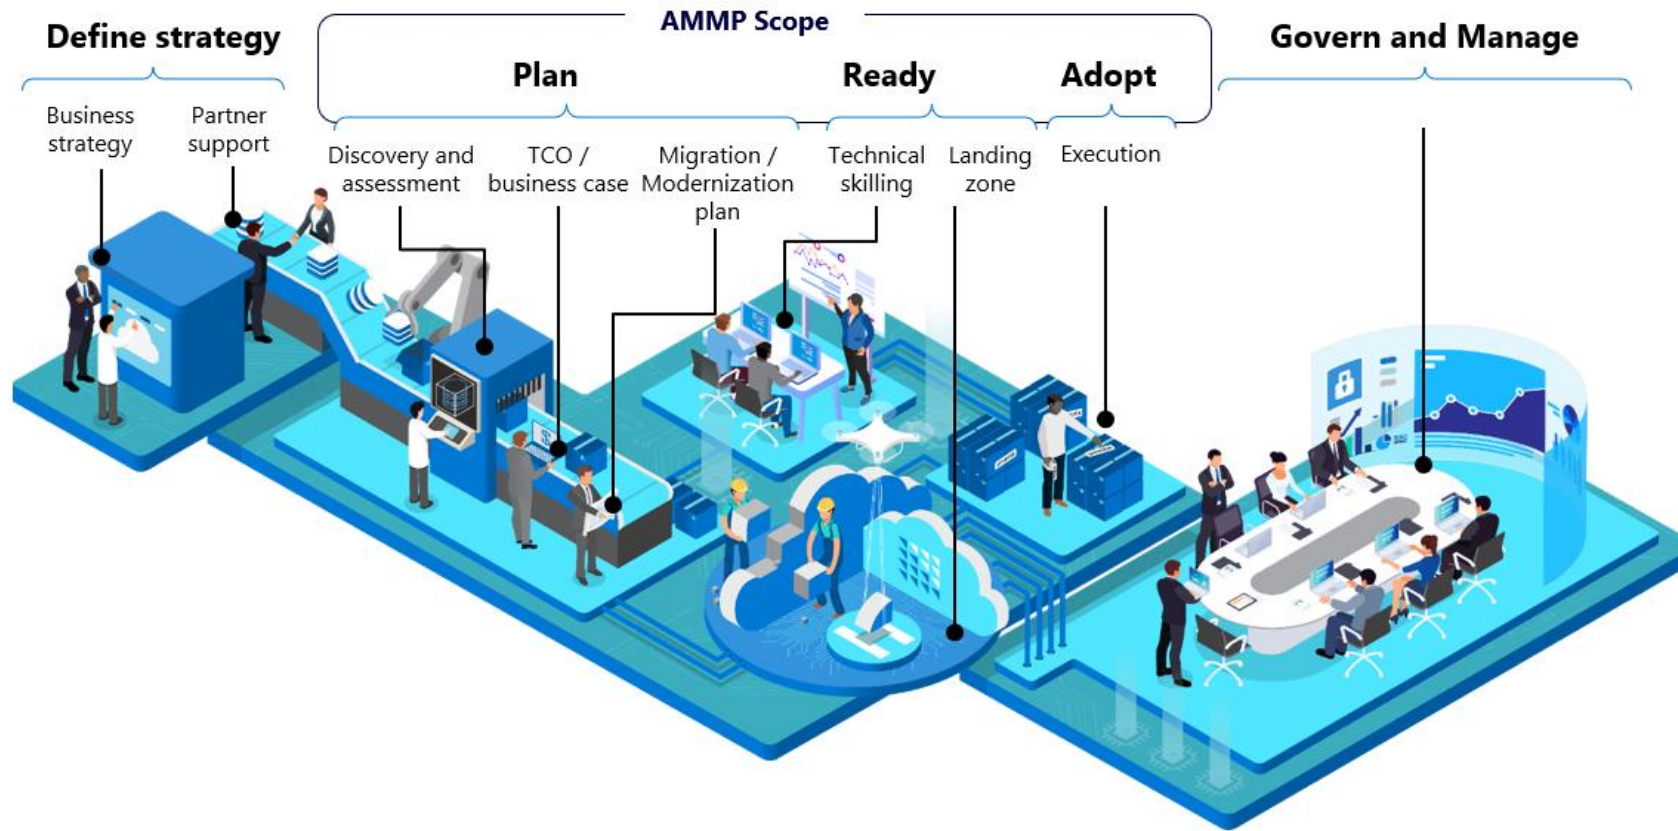 AMMP Scope
Define strategy
Govern and Manage
Plan
Ready
Adopt
Business
strategy
Partner
support
Discovery and
assessment
TCO /
business case
Migration /
Modernization
plan
Technical
skilling
Landing
zone
Execution